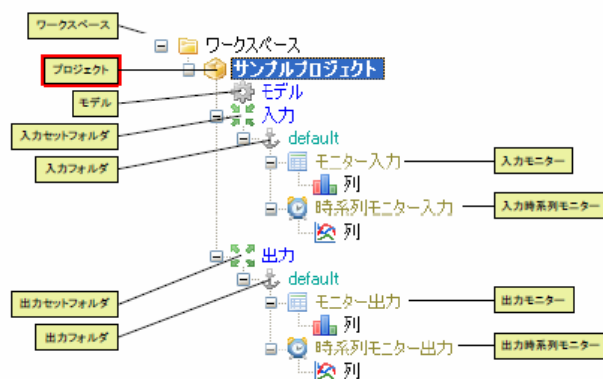 ワークスペース
ワークスペース
プロジェクト
サンプルプロジェクト
モデル
モデル
入力セットフォルダ
入力
入力フォルダ
default
モニター入力
入力モニター
列
時系列モニター入力
入力時系列モニター
列
出力セットフォルダ
出力
出力フォルダ
default
モニター出力
出力モニター
列
時系列モニター出力
出力時系列モニター
列